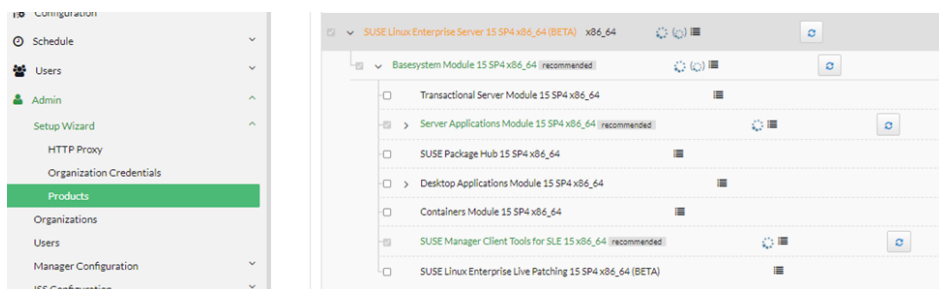 Configuration
Schedule
Users
Admin
Setup Wizard
HTTP Proxy
Organization Credentials
Products
Organizations
Users
Manager Configuration
ISS Configuration
SUSE Linux Enterprise Server 15 SP4 x86_64 (BETA) x86_64
Basesystem Module 15 SP4 x86_64 recommended
Transactional Server Module 15 SP4 x86_64
Server Applications Module 15 SP4 x86_64 recommended
SUSE Package Hub 15 SP4 x86_64
Desktop Applications Module 15 SP4 x86_64
Containers Module 15 SP4 x86_64
SUSE Manager Client Tools for SLE 15 x86_64 recommended
SUSE Linux Enterprise Live Patching 15 SP4 x86_64 (BETA)